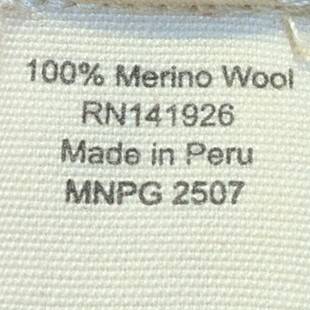 100% Merino Wool
RN141926
Made in Peru
MNPG 2507